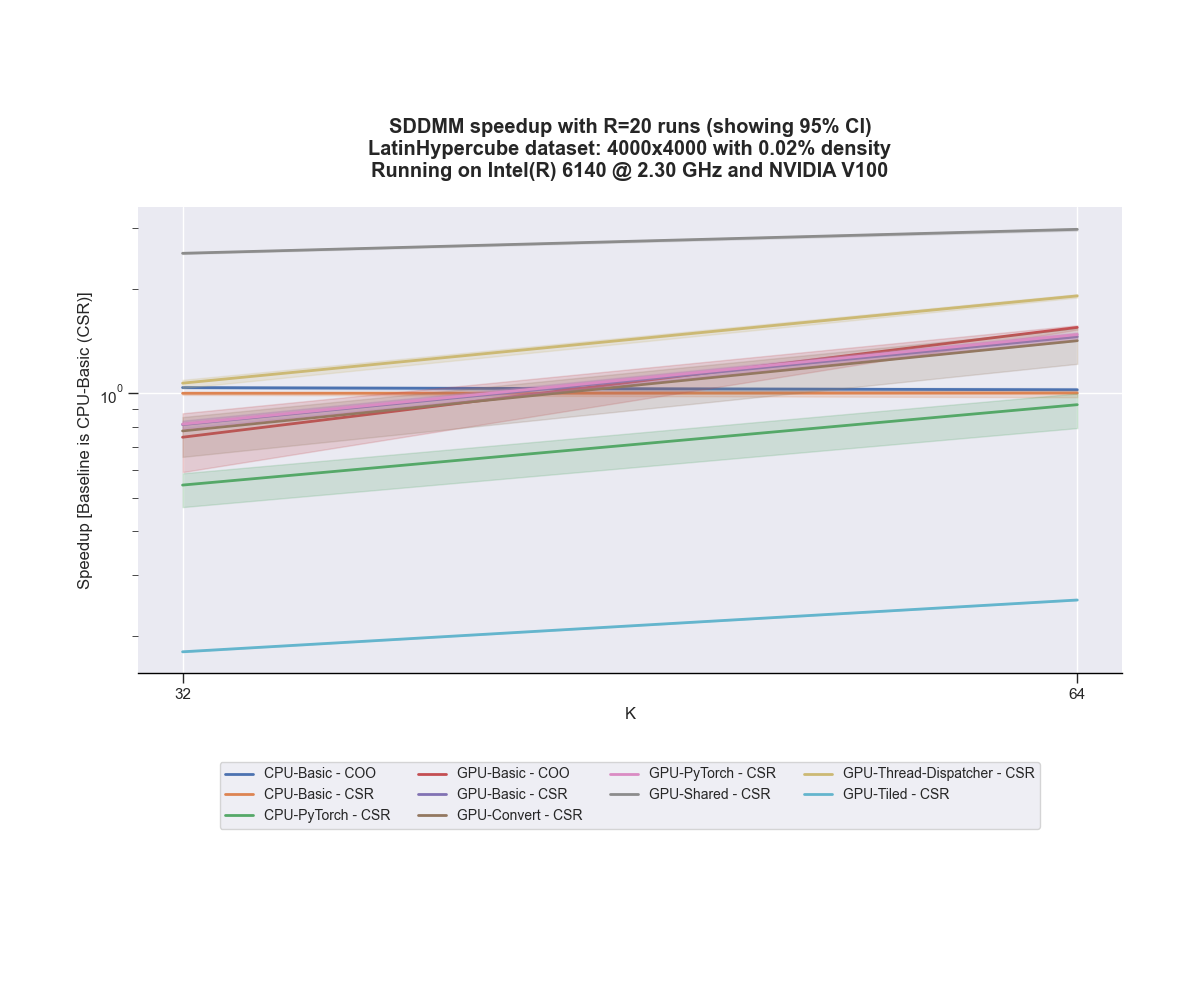 SDDMM speedup with R=20 runs (showing 95% CI)
LatinHypercube dataset: 4000x4000 with 0.02% density
Running on Intel(R) 6140 @ 2.30 GHz and NVIDIA V100
Speedup [Baseline is CPU-Basic (CSR)]
10⁰
32
64
K
CPU-Basic - COO
CPU-Basic - CSR
CPU-PyTorch - CSR
GPU-Basic - COO
GPU-Basic - CSR
GPU-Convert - CSR
GPU-PyTorch - CSR
GPU-Shared - CSR
GPU-Thread-Dispatcher - CSR
GPU-Tiled - CSR